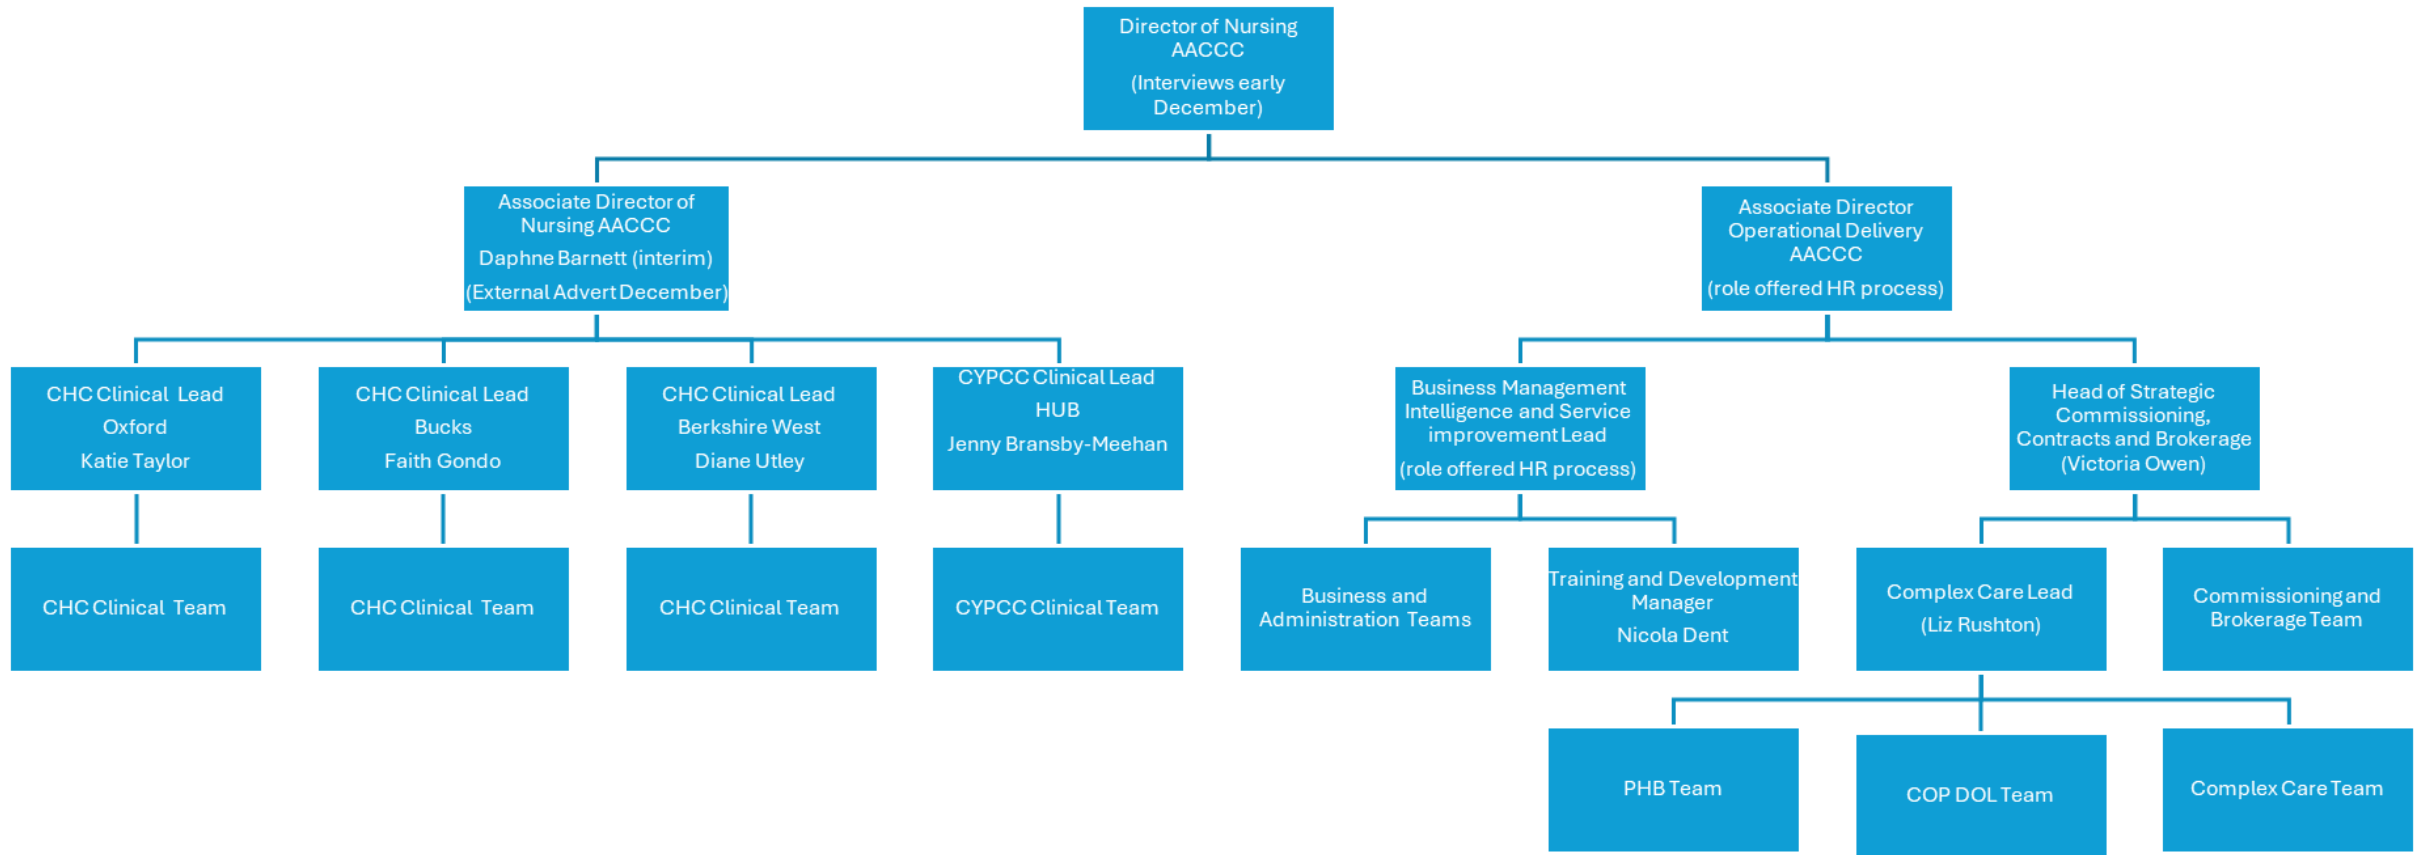 Director of Nursing
AACCC
(Interviews early
December)
Associate Director of
Nursing AACCC
Daphne Barnett (interim)
(External Advert December)
Associate Director
Operational Delivery
AACCC
(role offered HR process)
CHC Clinical Lead
Oxford
Katie Taylor
CHC Clinical Lead
Bucks
Faith Gondo
CHC Clinical Lead
Berkshire West
Diane Utley
CYPCC Clinical Lead
HUB
Jenny Bransby-Meehan
Business Management
Intelligence and Service
improvement Lead
(role offered HR process)
Head of Strategic
Commissioning,
Contracts and Brokerage
(Victoria Owen)
CHC Clinical Team
CHC Clinical Team
CHC Clinical Team
CYPCC Clinical Team
Business and
Administration Teams
Training and Development
Manager
Nicola Dent
Complex Care Lead
(Liz Rushton)
Commissioning and
Brokerage Team
PHB Team
COP DOL Team
Complex Care Team